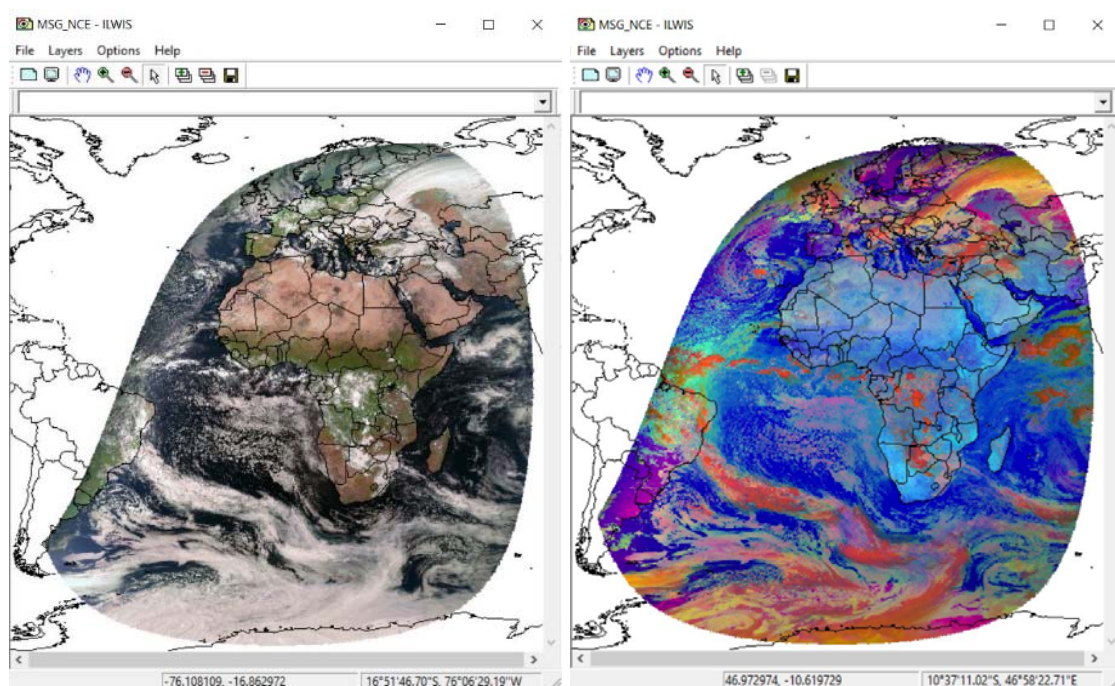 MSG_NCE - ILWIS
File Layers Options Help
-76.108109, -16.862972
16°51'46.70"S, 76°06'29.19"W
MSG_NCE - ILWIS
File Layers Options Help
46.972974, -10.619729
10°37'11.02"S, 46°58'22.71"E